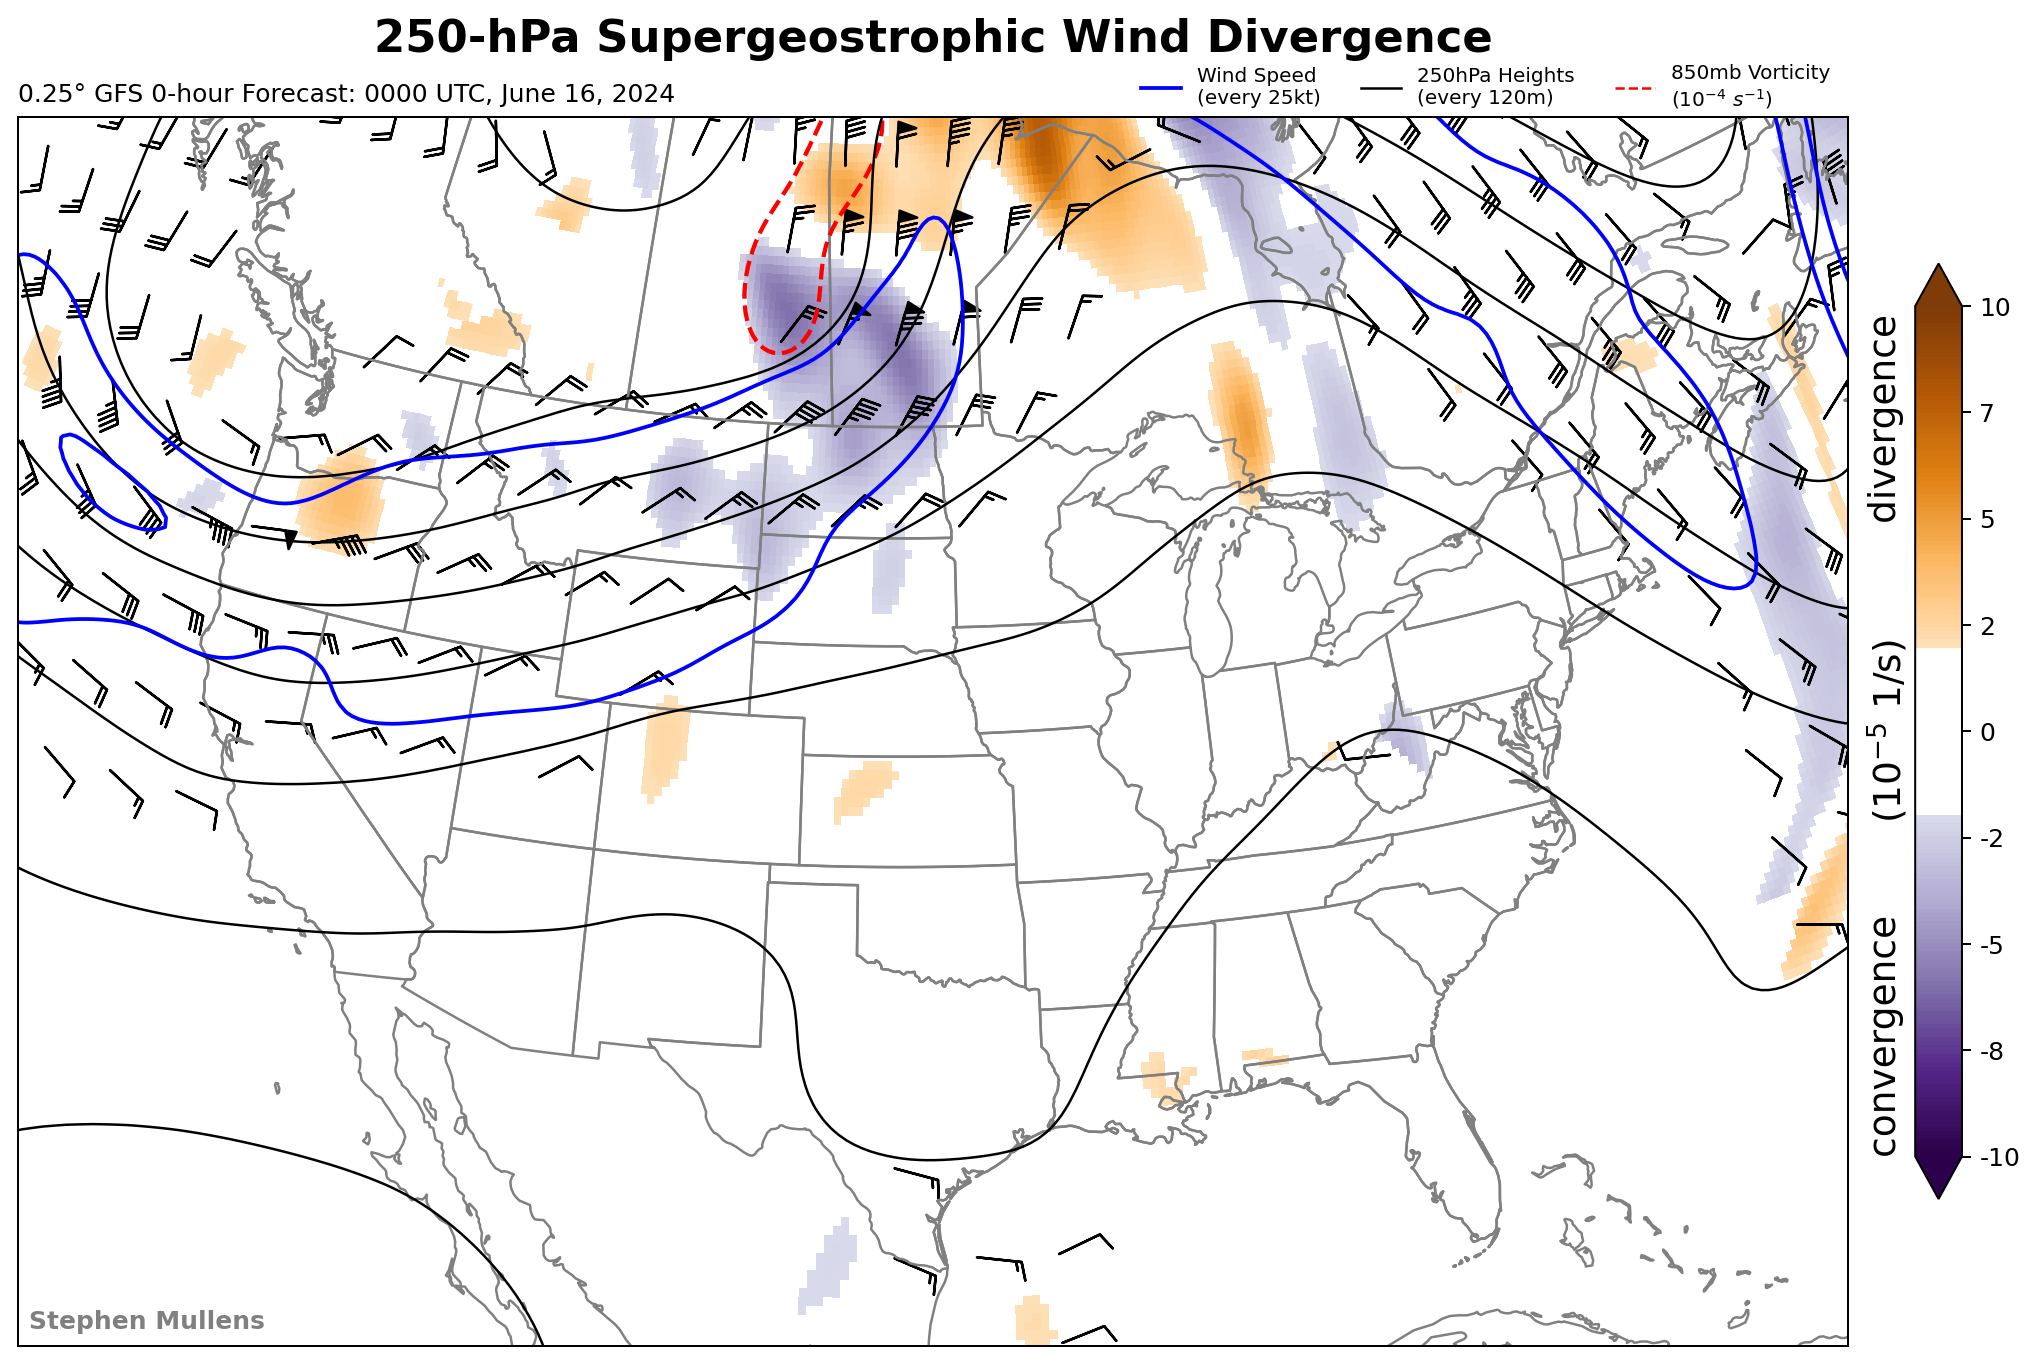 250-hPa Supergeostrophic Wind Divergence
0.25° GFS 0-hour Forecast: 0000 UTC, June 16, 2024
Wind Speed
(every 25kt)
250hPa Heights
(every 120m)
850mb Vorticity
(10⁻⁴ s⁻¹)
10
7
5
2
0
-2
-5
-8
-10
convergence (10⁻⁵ 1/s) divergence
Stephen Mullens